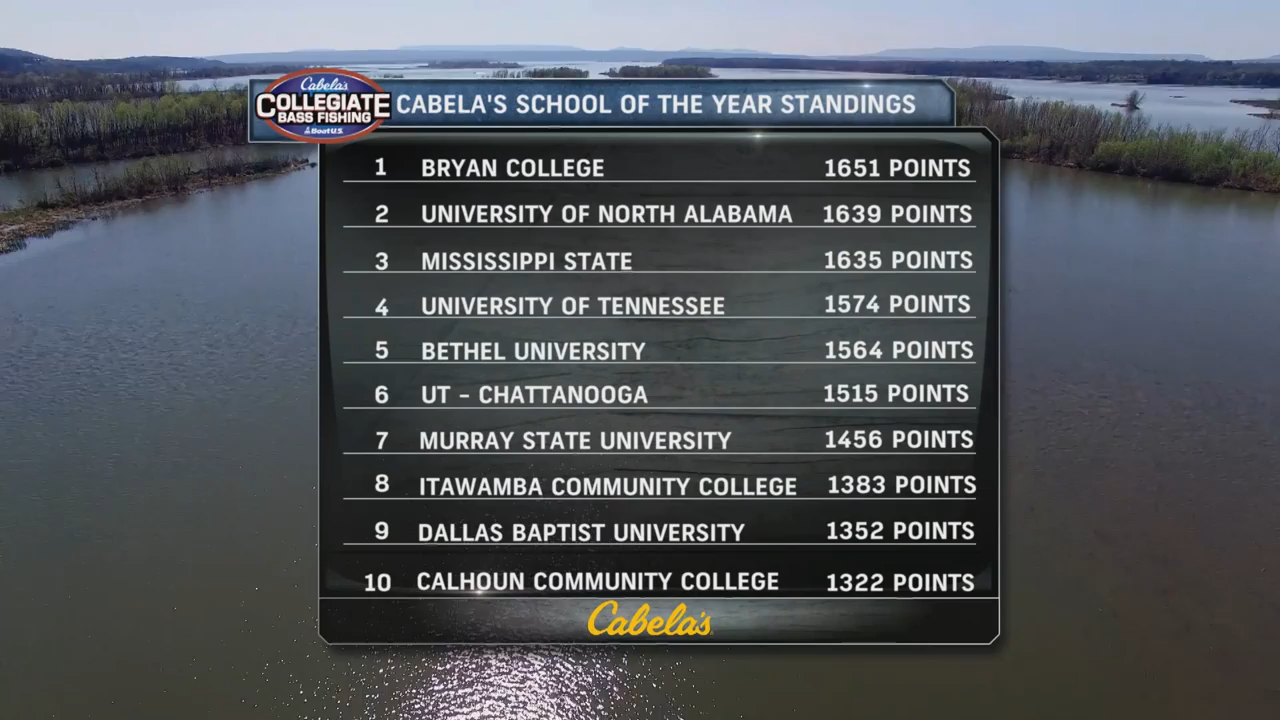 Cabela's
COLLEGIATE
BASS FISHING
BoatU.S.
CABELA'S SCHOOL OF THE YEAR STANDINGS
1 BRYAN COLLEGE 1651 POINTS
2 UNIVERSITY OF NORTH ALABAMA 1639 POINTS
3 MISSISSIPPI STATE 1635 POINTS
4 UNIVERSITY OF TENNESSEE 1574 POINTS
5 BETHEL UNIVERSITY 1564 POINTS
6 UT - CHATTANOOGA 1515 POINTS
7 MURRAY STATE UNIVERSITY 1456 POINTS
8 ITAWAMBA COMMUNITY COLLEGE 1383 POINTS
9 DALLAS BAPTIST UNIVERSITY 1352 POINTS
10 CALHOUN COMMUNITY COLLEGE 1322 POINTS
Cabela's